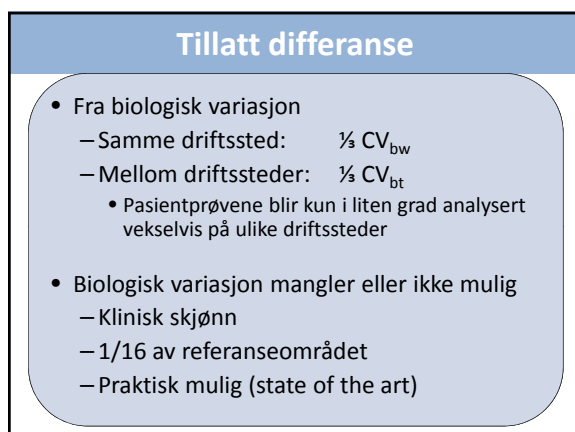 Tillatt differanse
• Fra biologisk variasjon
– Samme driftssted: ⅓ CVbw
– Mellom driftssteder: ⅓ CVbt
• Pasientprøvene blir kun i liten grad analysert
vekselvis på ulike driftssteder
• Biologisk variasjon mangler eller ikke mulig
– Klinisk skjønn
– 1/16 av referanseområdet
– Praktisk mulig (state of the art)